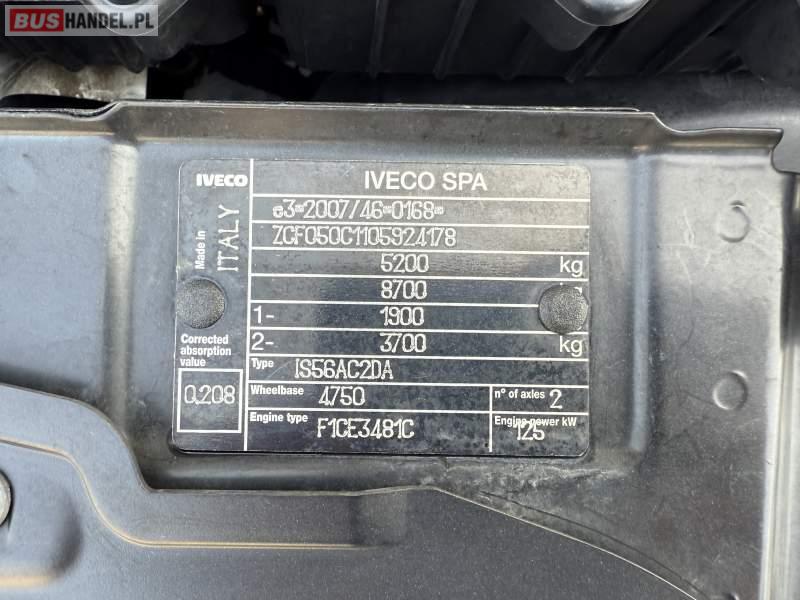 BUSHANDEL.PL
IVECO
IVECO SPA
Made in
ITALY
e3*2007/46*0168*
ZCF050C1105924178
5200 kg
8700
1- 1900
2- 3700 kg
Corrected
absorption
value
0.208
Type IS56AC2DA
Wheelbase 4750 n° of axles 2
Engine type F1CE3481C Engine power kW 125